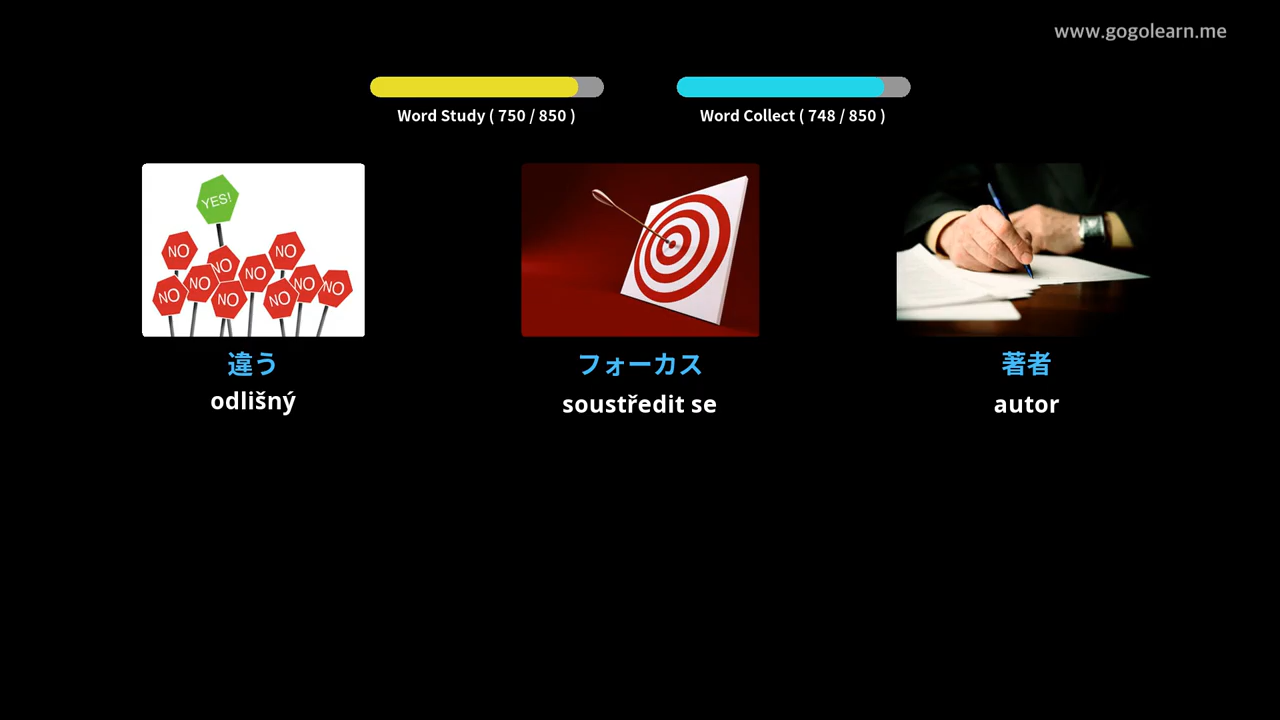 www.gogolearn.me
Word Study ( 750 / 850 )
Word Collect ( 748 / 850 )
YES!
NO
NO
NO
NO
NO
NO
NO
NO
NO
NO
違う
フォーカス
著者
odlišný
soustředit se
autor